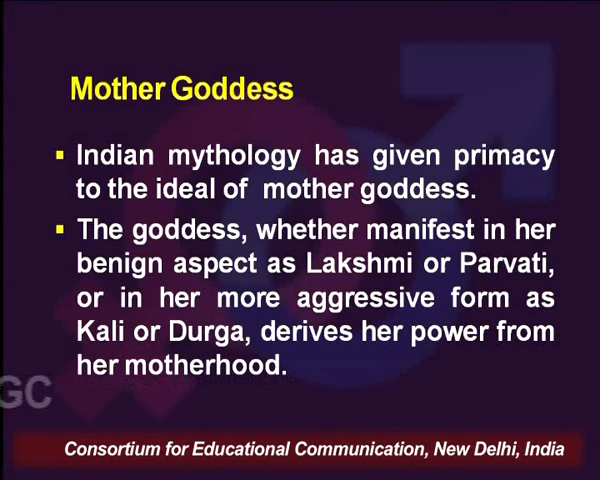 Mother Goddess
▪ Indian mythology has given primacy
to the ideal of mother goddess.
▪ The goddess, whether manifest in her
benign aspect as Lakshmi or Parvati,
or in her more aggressive form as
Kali or Durga, derives her power from
her motherhood.
GC
Consortium for Educational Communication, New Delhi, India